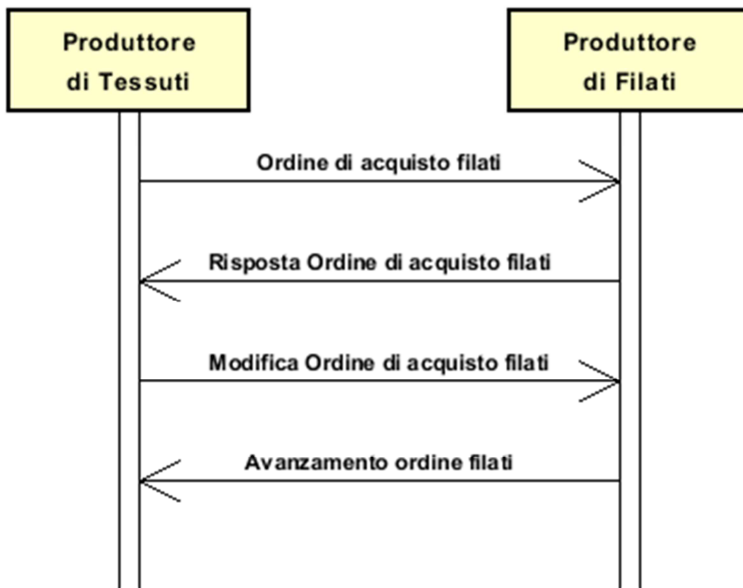 Produttore
di Tessuti
Produttore
di Filati
Ordine di acquisto filati
Risposta Ordine di acquisto filati
Modifica Ordine di acquisto filati
Avanzamento ordine filati